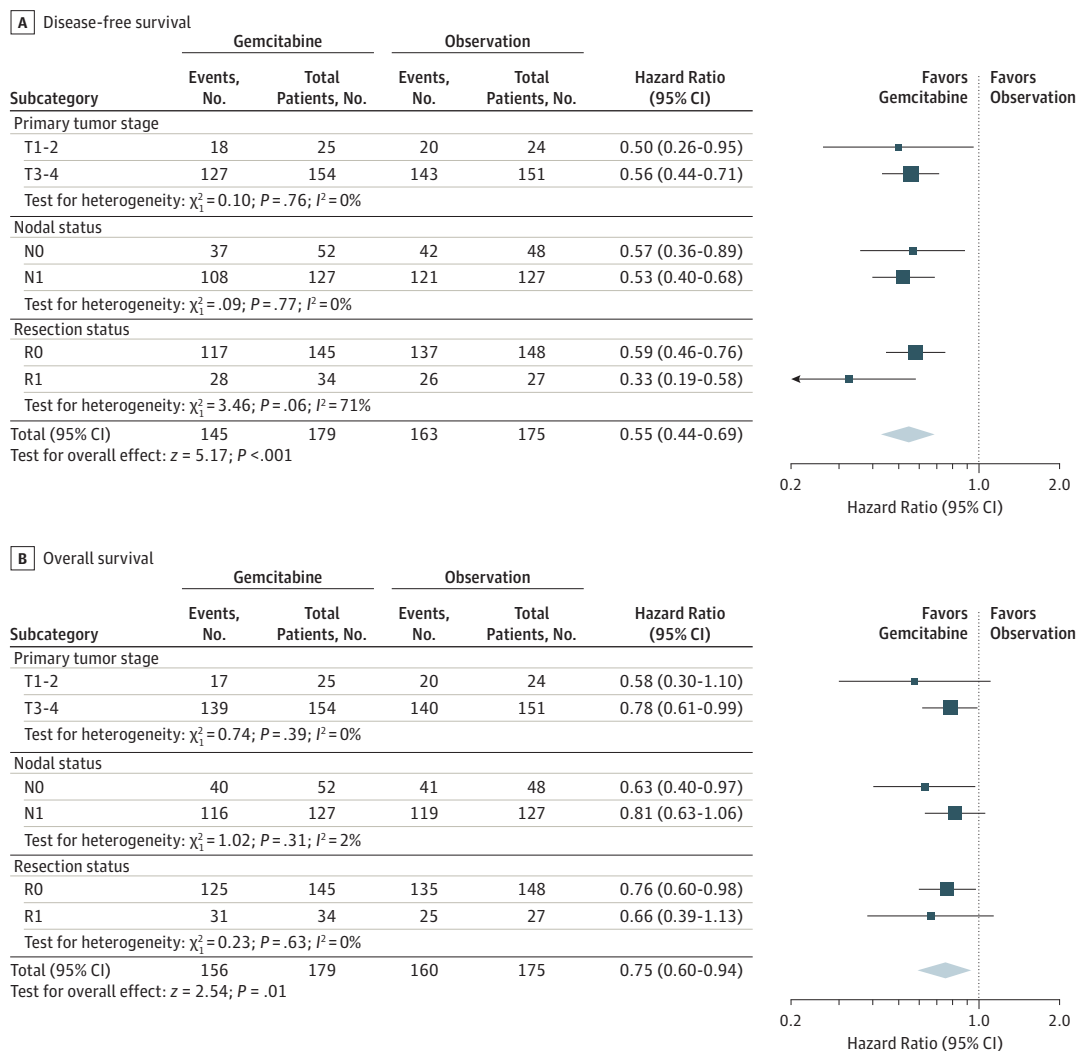 A Disease-free survival
Gemcitabine Observation
Events, Total Events, Total Hazard Ratio Favors Favors
Subcategory No. Patients, No. No. Patients, No. (95% CI) Gemcitabine Observation
Primary tumor stage
T1-2 18 25 20 24 0.50 (0.26-0.95)
T3-4 127 154 143 151 0.56 (0.44-0.71)
Test for heterogeneity: χ²₁ = 0.10; P = .76; I² = 0%
Nodal status
N0 37 52 42 48 0.57 (0.36-0.89)
N1 108 127 121 127 0.53 (0.40-0.68)
Test for heterogeneity: χ²₁ = .09; P = .77; I² = 0%
Resection status
R0 117 145 137 148 0.59 (0.46-0.76)
R1 28 34 26 27 0.33 (0.19-0.58)
Test for heterogeneity: χ²₁ = 3.46; P = .06; I² = 71%
Total (95% CI) 145 179 163 175 0.55 (0.44-0.69)
Test for overall effect: z = 5.17; P <.001
0.2 1.0 2.0
Hazard Ratio (95% CI)
B Overall survival
Gemcitabine Observation
Events, Total Events, Total Hazard Ratio Favors Favors
Subcategory No. Patients, No. No. Patients, No. (95% CI) Gemcitabine Observation
Primary tumor stage
T1-2 17 25 20 24 0.58 (0.30-1.10)
T3-4 139 154 140 151 0.78 (0.61-0.99)
Test for heterogeneity: χ²₁ = 0.74; P = .39; I² = 0%
Nodal status
N0 40 52 41 48 0.63 (0.40-0.97)
N1 116 127 119 127 0.81 (0.63-1.06)
Test for heterogeneity: χ²₁ = 1.02; P = .31; I² = 2%
Resection status
R0 125 145 135 148 0.76 (0.60-0.98)
R1 31 34 25 27 0.66 (0.39-1.13)
Test for heterogeneity: χ²₁ = 0.23; P = .63; I² = 0%
Total (95% CI) 156 179 160 175 0.75 (0.60-0.94)
Test for overall effect: z = 2.54; P = .01
0.2 1.0 2.0
Hazard Ratio (95% CI)